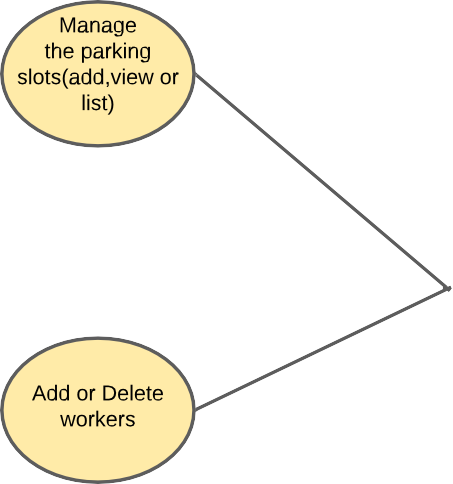 Manage
the parking
slots(add,view or
list)
Add or Delete
workers